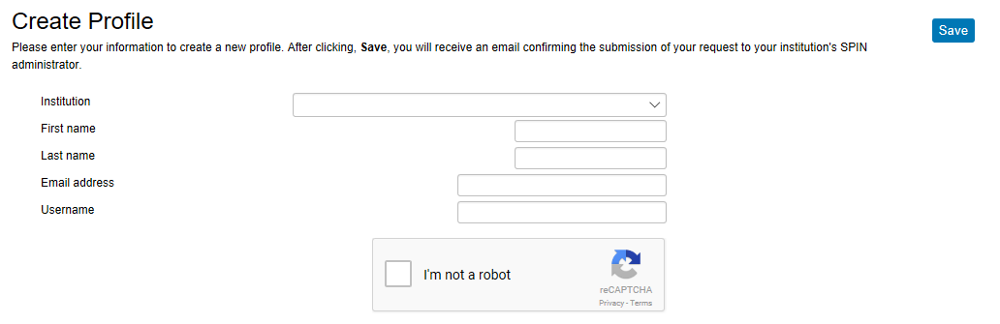 Create Profile
Save
Please enter your information to create a new profile. After clicking, Save, you will receive an email confirming the submission of your request to your institution's SPIN
administrator.
Institution
First name
Last name
Email address
Username
I'm not a robot
reCAPTCHA
Privacy - Terms